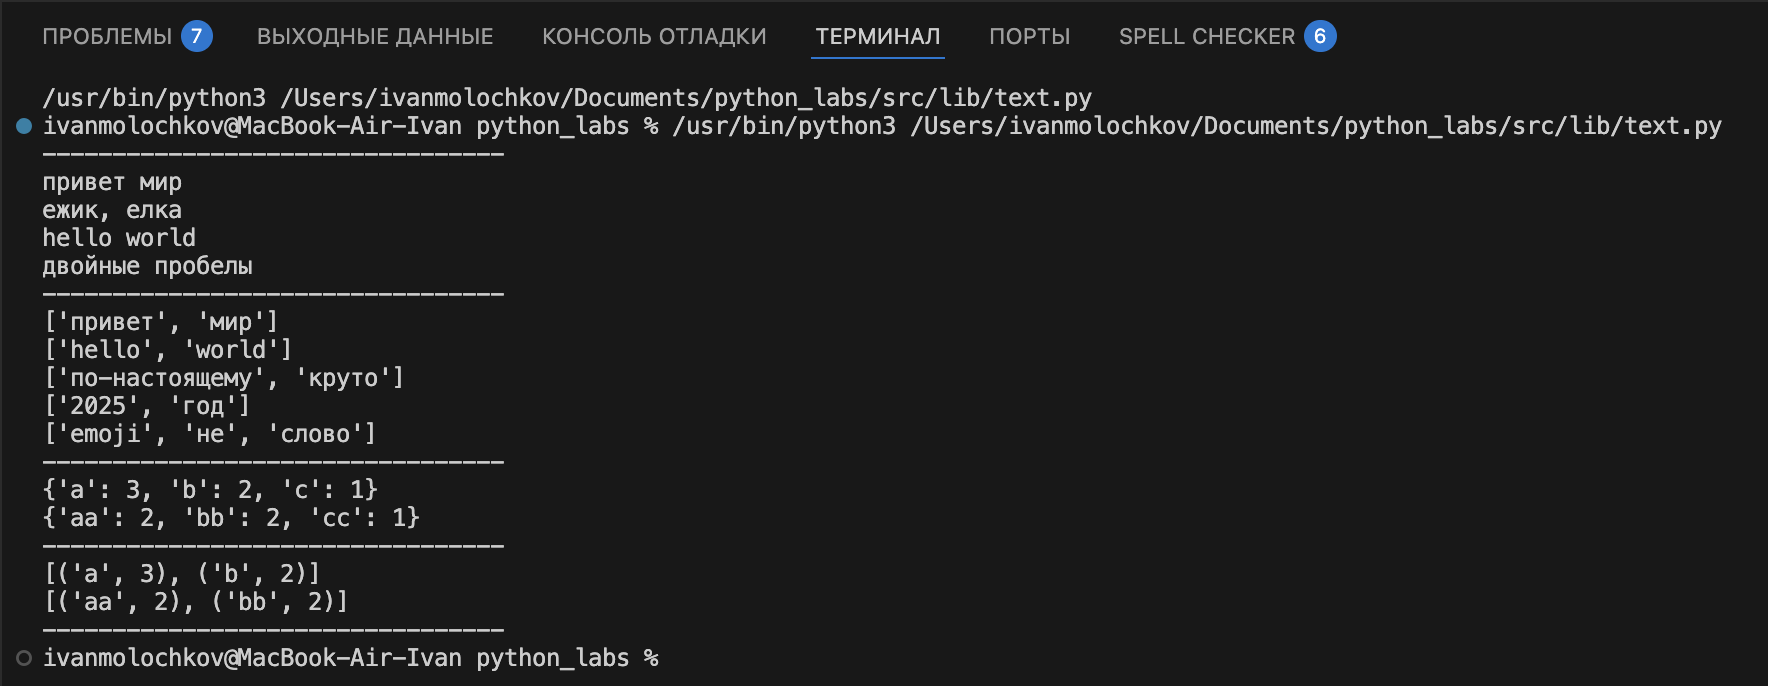 ПРОБЛЕМЫ 7 ВЫХОДНЫЕ ДАННЫЕ КОНСОЛЬ ОТЛАДКИ ТЕРМИНАЛ ПОРТЫ SPELL CHECKER 6
/usr/bin/python3 /Users/ivanmolochkov/Documents/python_labs/src/lib/text.py
ivanmolochkov@MacBook-Air-Ivan python_labs % /usr/bin/python3 /Users/ivanmolochkov/Documents/python_labs/src/lib/text.py
---------------------------------
привет мир
ежик, елка
hello world
двойные пробелы
---------------------------------
['привет', 'мир']
['hello', 'world']
['по-настоящему', 'круто']
['2025', 'год']
['emoji', 'не', 'слово']
---------------------------------
{'a': 3, 'b': 2, 'c': 1}
{'aa': 2, 'bb': 2, 'cc': 1}
---------------------------------
[('a', 3), ('b', 2)]
[('aa', 2), ('bb', 2)]
---------------------------------
ivanmolochkov@MacBook-Air-Ivan python_labs %